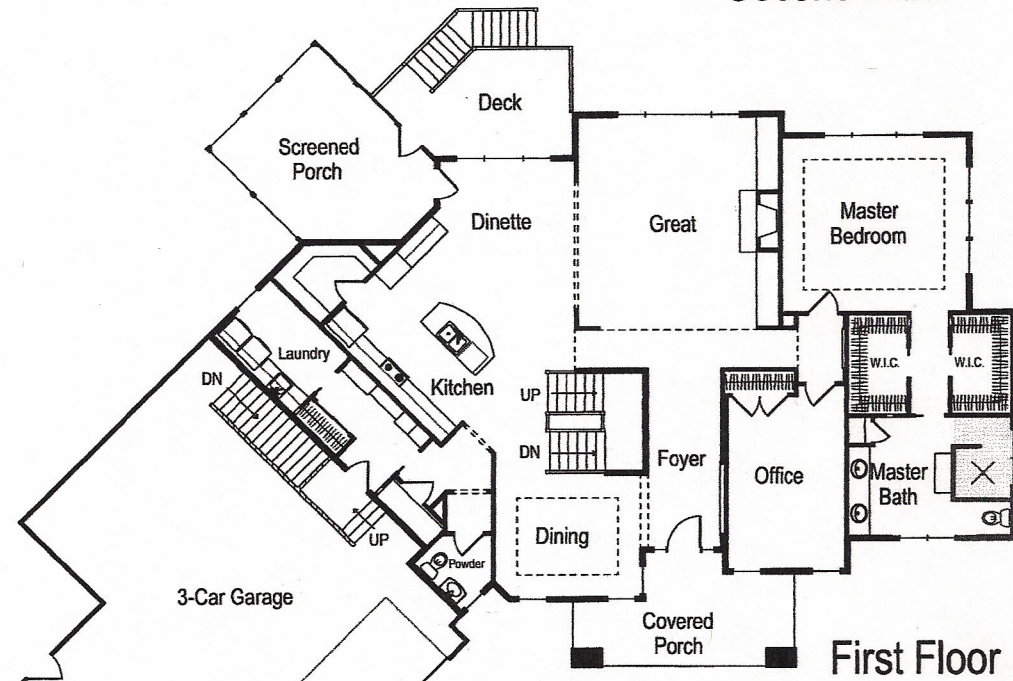 Deck
Screened
Porch
Dinette
Great
Master
Bedroom
W.I.C.
W.I.C.
Laundry
DN
Kitchen
UP
DN
Foyer
Office
Master
Bath
UP
Dining
Powder
3-Car Garage
Covered
Porch
First Floor